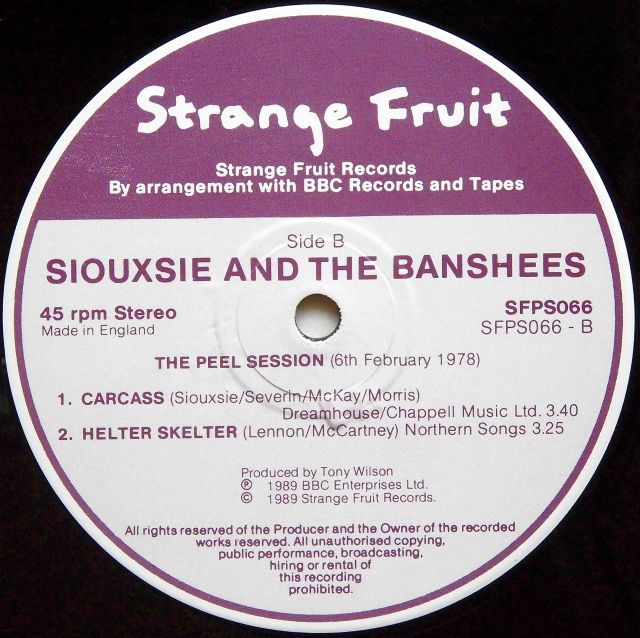 Strange Fruit
Strange Fruit Records
By arrangement with BBC Records and Tapes
Side B
SIOUXSIE AND THE BANSHEES
45 rpm Stereo SFPS066
Made in England SFPS066 - B
THE PEEL SESSION (6th February 1978)
1. CARCASS (Siouxsie/Severin/McKay/Morris)
Dreamhouse/Chappell Music Ltd. 3.40
2. HELTER SKELTER (Lennon/McCartney) Northern Songs 3.25
Produced by Tony Wilson
℗ 1989 BBC Enterprises Ltd.
© 1989 Strange Fruit Records.
All rights reserved of the Producer and the Owner of the recorded
works reserved. All unauthorised copying,
public performance, broadcasting,
hiring or rental of
this recording
prohibited.